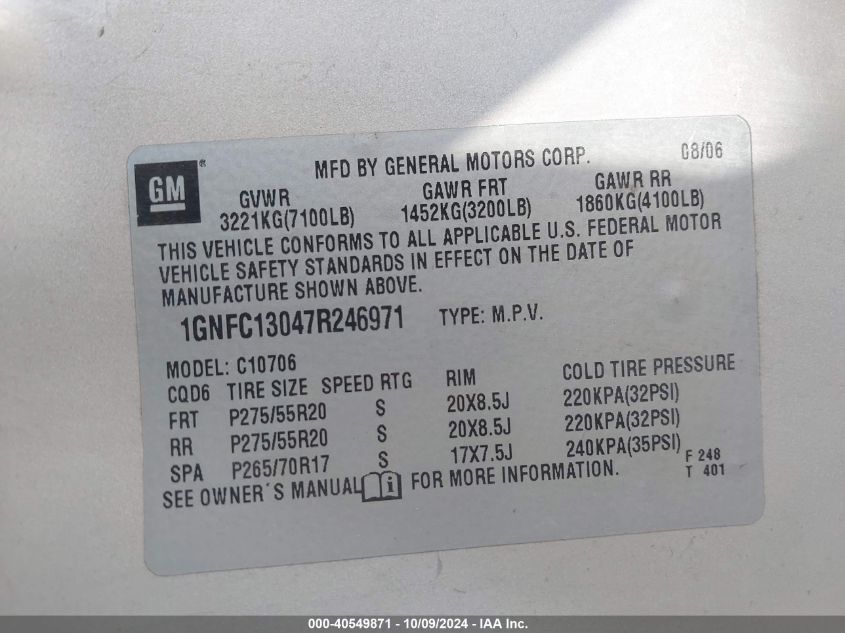 GM ® MFD BY GENERAL MOTORS CORP. 08/06
GVWR GAWR FRT GAWR RR
3221KG(7100LB) 1452KG(3200LB) 1860KG(4100LB)
THIS VEHICLE CONFORMS TO ALL APPLICABLE U.S. FEDERAL MOTOR
VEHICLE SAFETY STANDARDS IN EFFECT ON THE DATE OF
MANUFACTURE SHOWN ABOVE.
1GNFC13047R246971 TYPE: M.P.V.
MODEL: C10706
CQD6 TIRE SIZE SPEED RTG RIM COLD TIRE PRESSURE
FRT P275/55R20 S 20X8.5J 220KPA(32PSI)
RR P275/55R20 S 20X8.5J 220KPA(32PSI)
SPA P265/70R17 S 17X7.5J 240KPA(35PSI) F 248
SEE OWNER´S MANUAL i FOR MORE INFORMATION. T 401
000-40549871 - 10/09/2024 - IAA Inc.